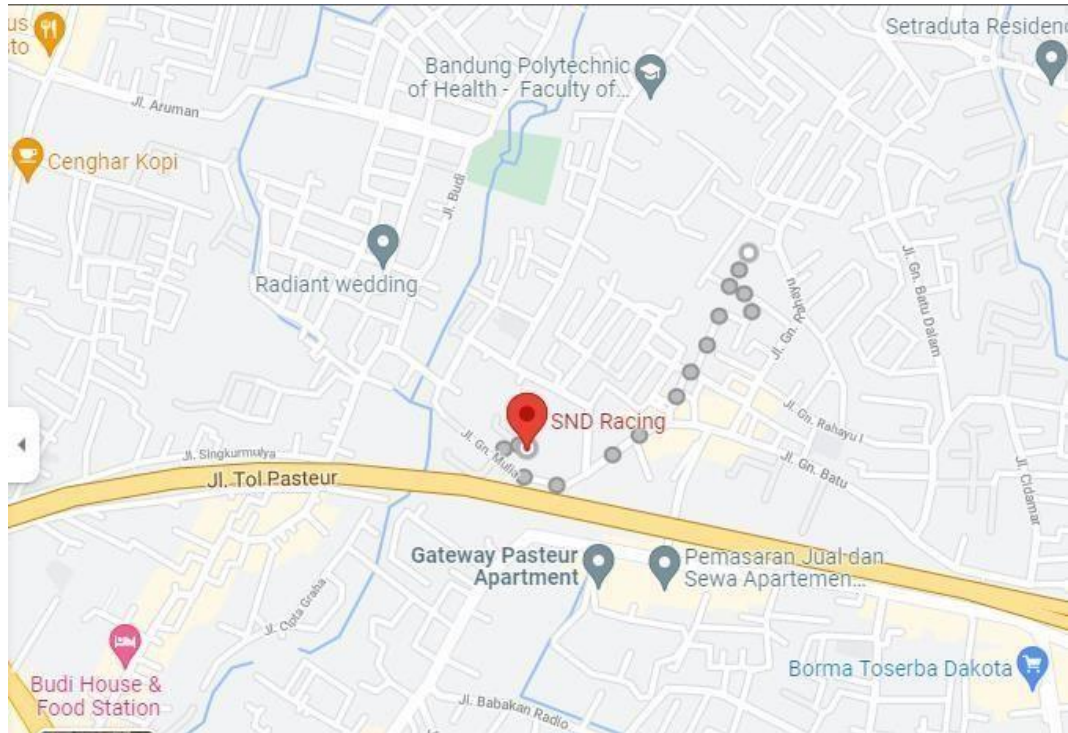 us
sto
Jl. Aruman
Cenghar Kopi
Bandung Polytechnic
of Health - Faculty of...
Setraduta Residenc
Jl. Budi
Radiant wedding
Jl. Gn. Batu Dalam
Jl. Gn. Rahayu
SND Racing
Jl. Gn. Rahayu I
Jl. Gn. Mulia
Jl. Gn. Batu
Jl. Singkurmulya
Jl. Tol Pasteur
Jl. Cidamar
Gateway Pasteur
Apartment
Pemasaran Jual dan
Sewa Apartemen...
Jl. Cipta Graha
Borma Toserba Dakota
Budi House &
Food Station
Jl. Babakan Radio...